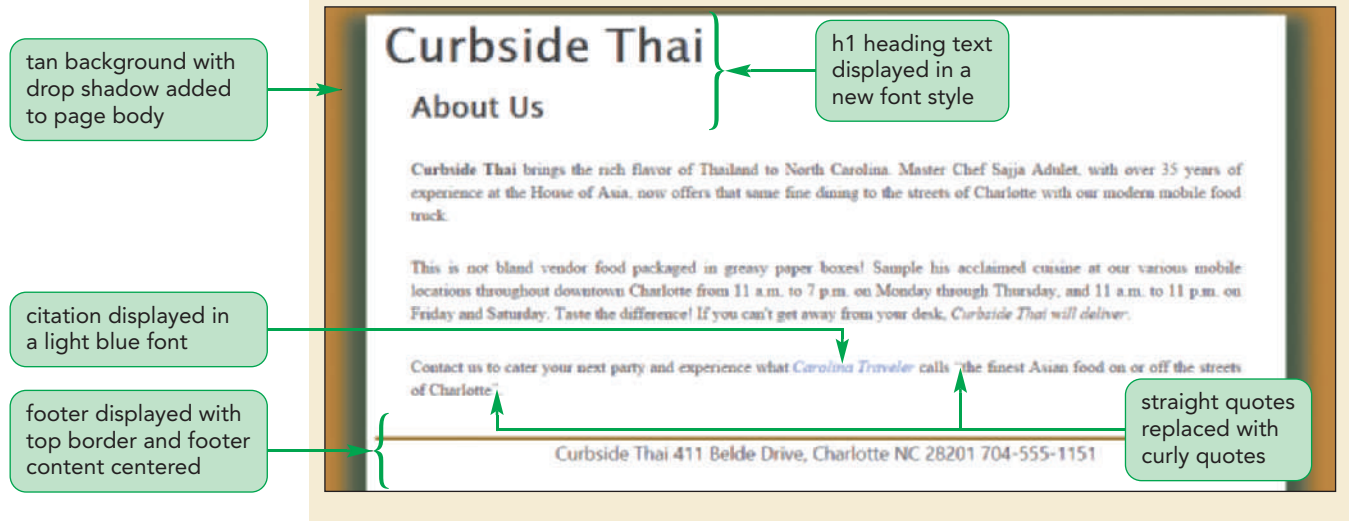 tan background with
drop shadow added
to page body
Curbside Thai
h1 heading text
displayed in a
new font style
About Us
Curbside Thai brings the rich flavor of Thailand to North Carolina. Master Chef Sajja Adulet, with over 35 years of
experience at the House of Asia, now offers that same fine dining to the streets of Charlotte with our modern mobile food
truck.
This is not bland vendor food packaged in greasy paper boxes! Sample his acclaimed cuisine at our various mobile
locations throughout downtown Charlotte from 11 a.m. to 7 p.m. on Monday through Thursday, and 11 a.m. to 11 p.m. on
Friday and Saturday. Taste the difference! If you can't get away from your desk, Curbside Thai will deliver.
citation displayed in
a light blue font
Contact us to cater your next party and experience what Carolina Traveler calls “the finest Asian food on or off the streets
of Charlotte”.
footer displayed with
top border and footer
content centered
straight quotes
replaced with
curly quotes
Curbside Thai 411 Belde Drive, Charlotte NC 28201 704-555-1151